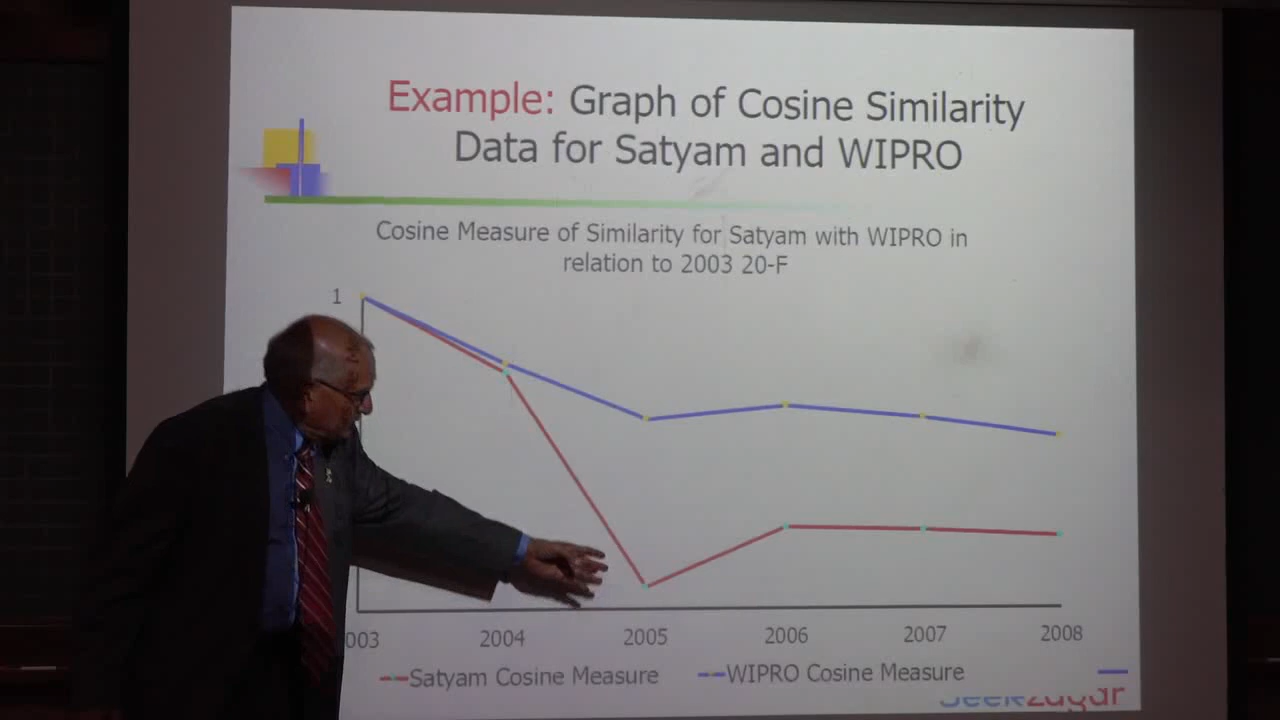 Example: Graph of Cosine Similarity
Data for Satyam and WIPRO
Cosine Measure of Similarity for Satyam with WIPRO in
relation to 2003 20-F
1
003 2004 2005 2006 2007 2008
Satyam Cosine Measure WIPRO Cosine Measure